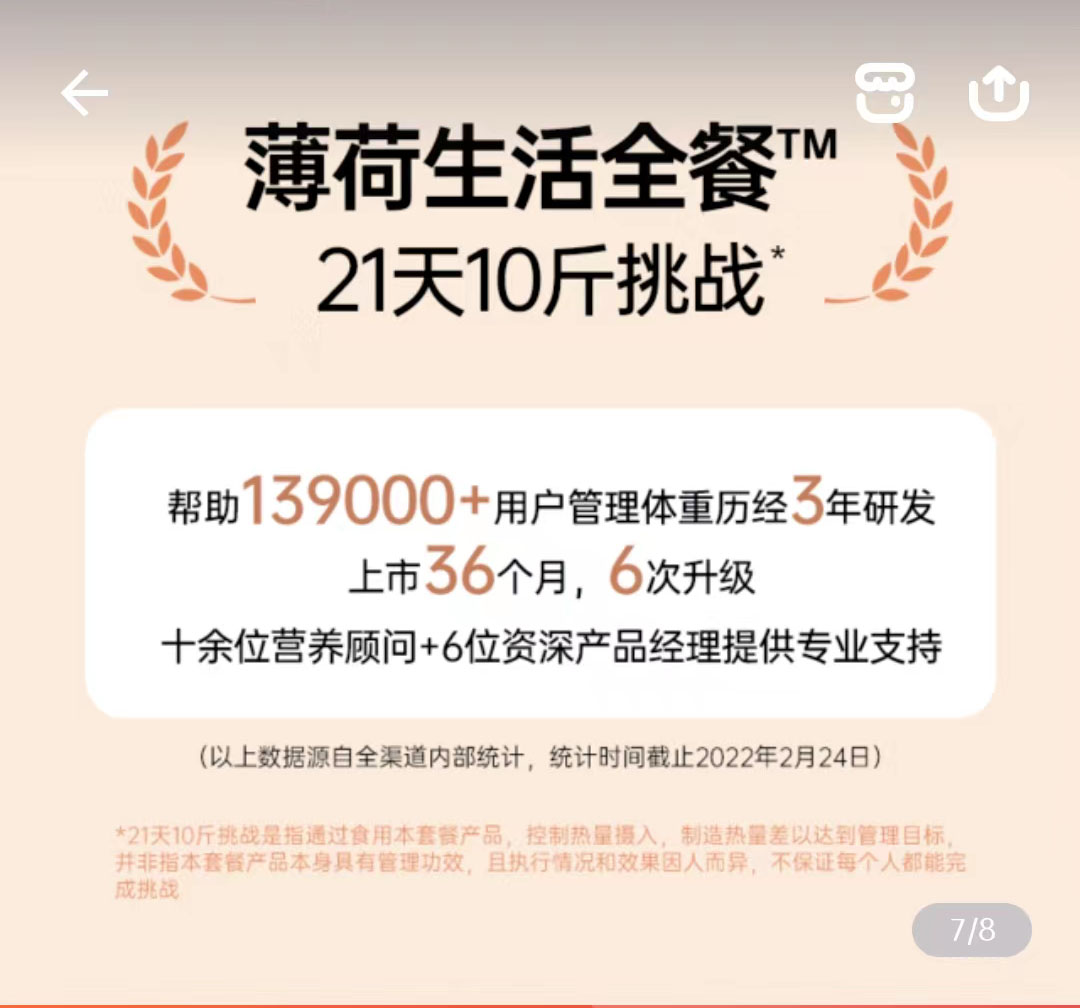 薄荷生活全餐™
21天10斤挑战*
帮助139000+用户管理体重历经3年研发
上市36个月，6次升级
十余位营养顾问+6位资深产品经理提供专业支持
（以上数据源自全渠道内部统计，统计时间截止2022年2月24日）
*21天10斤挑战是指通过食用本套餐产品，控制热量摄入，制造热量差以达到管理目标，
并非指本套餐产品本身具有管理功效，且执行情况和效果因人而异，不保证每个人都能完
成挑战
7/8